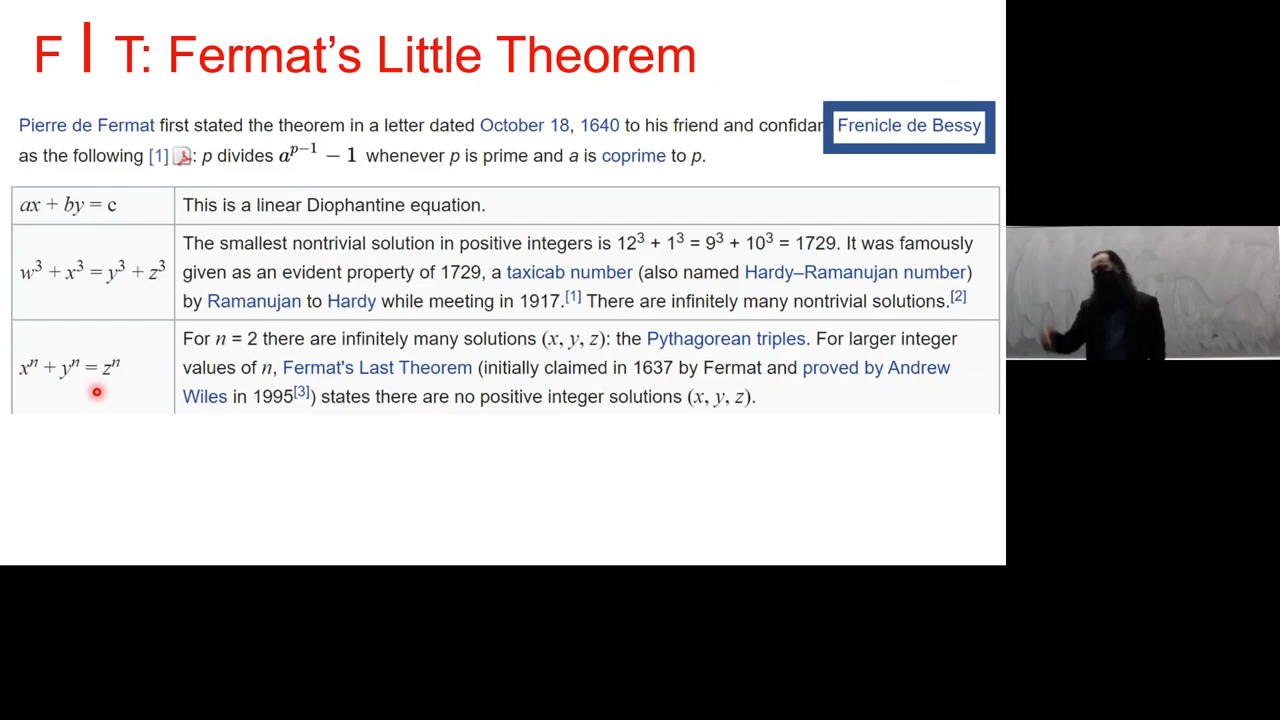 F l T: Fermat's Little Theorem
Pierre de Fermat first stated the theorem in a letter dated October 18, 1640 to his friend and confidan Frenicle de Bessy
as the following [1] : p divides a^{p−1} − 1 whenever p is prime and a is coprime to p.
ax + by = c
This is a linear Diophantine equation.
w³ + x³ = y³ + z³
The smallest nontrivial solution in positive integers is 12³ + 1³ = 9³ + 10³ = 1729. It was famously
given as an evident property of 1729, a taxicab number (also named Hardy–Ramanujan number)
by Ramanujan to Hardy while meeting in 1917.[1] There are infinitely many nontrivial solutions.[2]
xⁿ + yⁿ = zⁿ
For n = 2 there are infinitely many solutions (x, y, z): the Pythagorean triples. For larger integer
values of n, Fermat's Last Theorem (initially claimed in 1637 by Fermat and proved by Andrew
Wiles in 1995[3]) states there are no positive integer solutions (x, y, z).